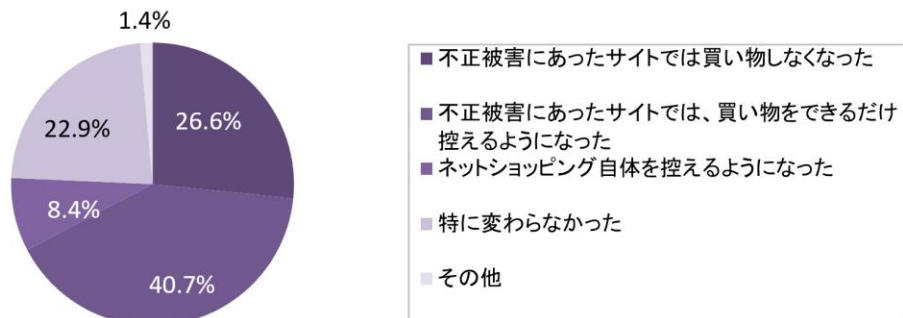 1.4%
26.6%
22.9%
8.4%
40.7%
不正被害にあったサイトでは買い物しなくなった
不正被害にあったサイトでは、買い物をできるだけ
控えるようになった
ネットショッピング自体を控えるようになった
特に変わらなかった
その他